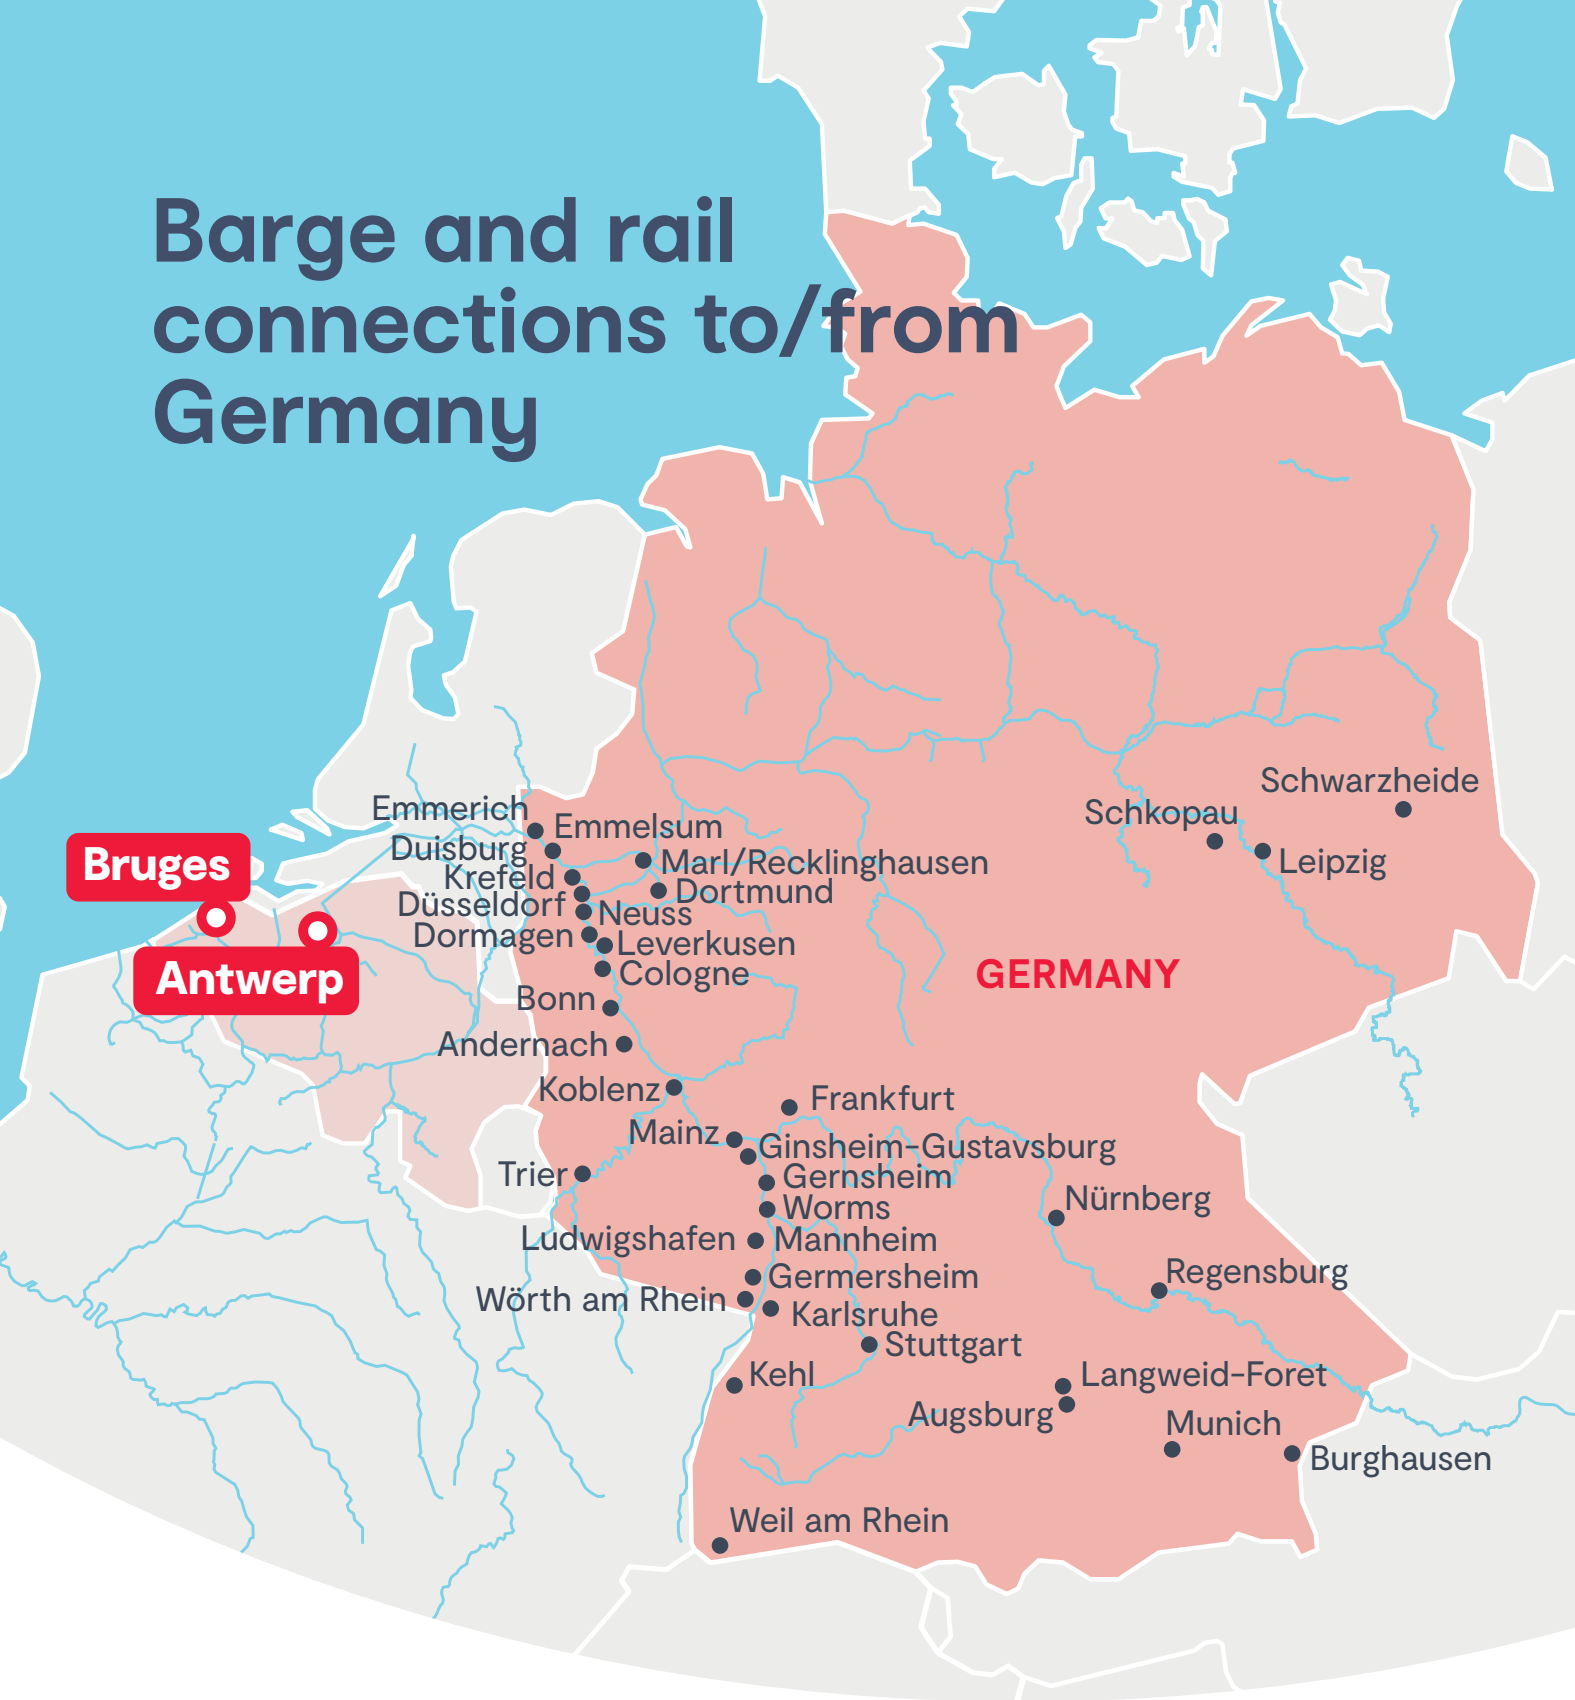 Barge and rail
connections to/from
Germany
Schwarzheide
Schkopau
Emmerich
Emmelsum
Bruges
Duisburg
Marl/Recklinghausen
Leipzig
Krefeld
Dortmund
Düsseldorf
Neuss
Dormagen
Leverkusen
Antwerp
Cologne
GERMANY
Bonn
Andernach
Koblenz
Frankfurt
Mainz
Ginsheim-Gustavsburg
Trier
Gernsheim
Nürnberg
Worms
Ludwigshafen
Mannheim
Regensburg
Germersheim
Wörth am Rhein
Karlsruhe
Stuttgart
Kehl
Langweid-Foret
Augsburg
Munich
Burghausen
Weil am Rhein